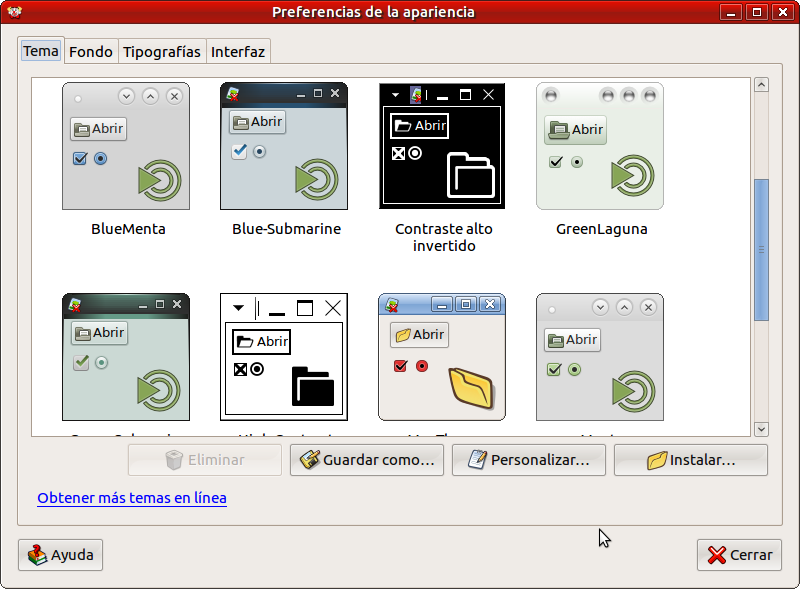 Preferencias de la apariencia
Tema Fondo Tipografías Interfaz
Abrir Abrir Abrir Abrir
BlueMenta Blue-Submarine Contraste alto GreenLaguna
invertido
Abrir Abrir Abrir Abrir
Eliminar Guardar como... Personalizar... Instalar...
Obtener más temas en línea
Ayuda Cerrar